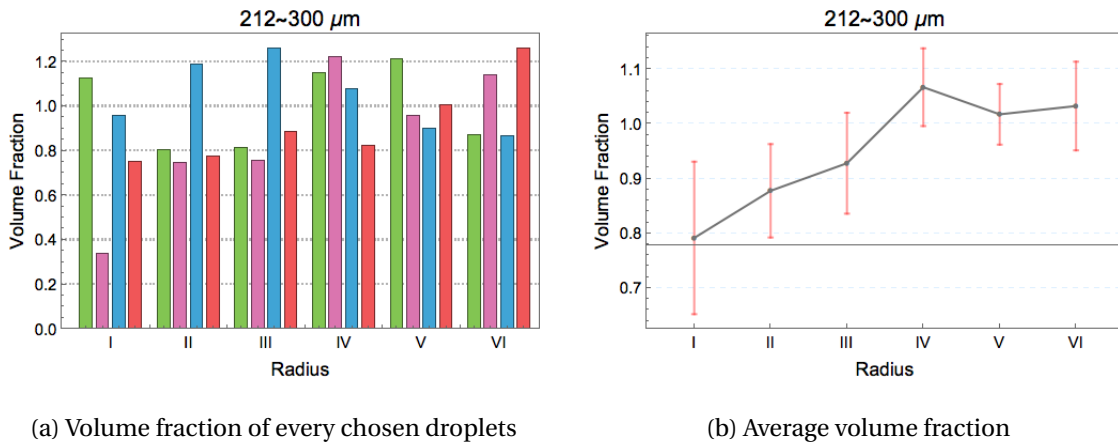 212~300 μm
Volume Fraction
1.2
1.0
0.8
0.6
0.4
0.2
0.0
I II III IV V VI
Radius
(a) Volume fraction of every chosen droplets
212~300 μm
Volume Fraction
1.1
1.0
0.9
0.8
0.7
I II III IV V VI
Radius
(b) Average volume fraction